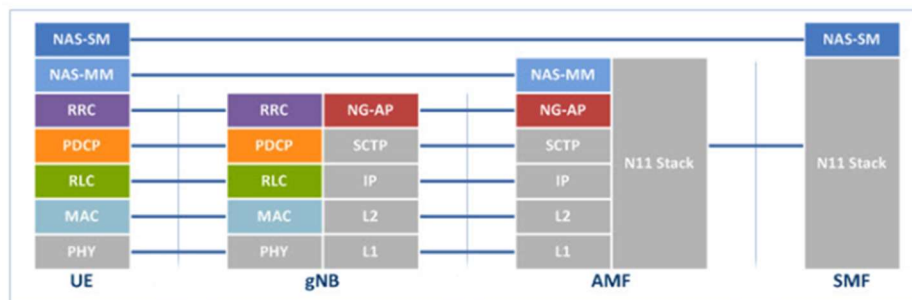 NAS-SM NAS-SM
NAS-MM NAS-MM
RRC RRC NG-AP NG-AP
PDCP PDCP SCTP SCTP N11 Stack N11 Stack
RLC RLC IP IP
MAC MAC L2 L2
PHY PHY L1 L1
UE gNB AMF SMF